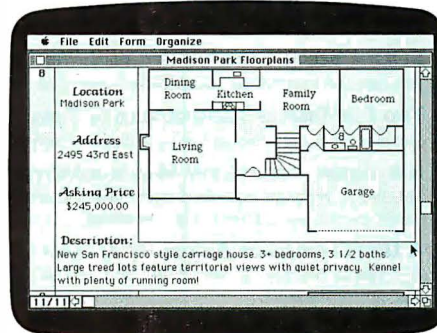 File Edit Form Organize
Madison Park Floorplans
8
Location
Madison Park
Address
2495 43rd East
Asking Price
$245,000.00
Dining
Room
Kitchen
Family
Room
Bedroom
Living
Room
Garage
Description:
New San Francisco style carriage house. 3+ bedrooms, 3 1/2 baths
Large treed lots feature territorial views with quiet privacy. Kennel
with plenty of running room!
11/11